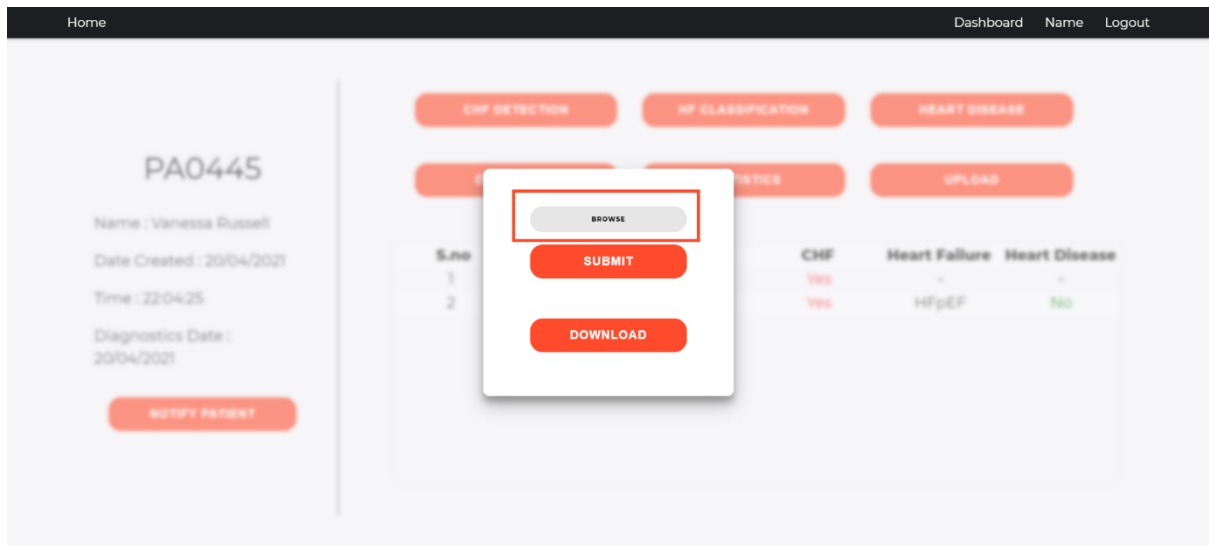 Home Dashboard Name Logout
CHF DETECTION HF CLASSIFICATION HEART DISEASE
PA0445
UPLOAD
BROWSE
Name : Vanessa Russell
S.no CHF Heart Failure Heart Disease
SUBMIT
Date Created : 20/04/2021
1 Yes - -
Time : 22:04:25
2 Yes HFpEF No
DOWNLOAD
Diagnostics Date :
20/04/2021
NOTIFY PATIENT